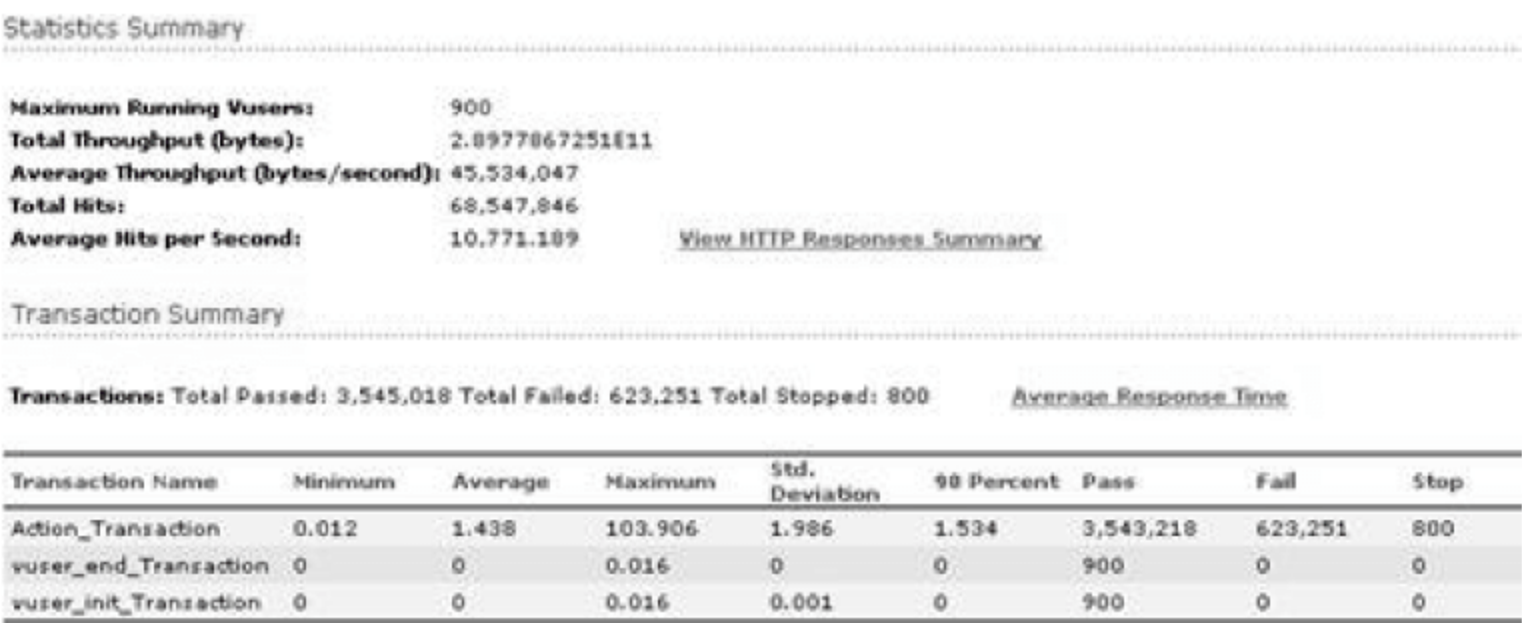 Statistics Summary
Maximum Running Vusers: 900
Total Throughput (bytes): 2.8977867251E11
Average Throughput (bytes/second): 45,534,047
Total Hits: 68,547,846
Average Hits per Second: 10,771.189 View HTTP Responses Summary
Transaction Summary
Transactions: Total Passed: 3,545,018 Total Failed: 623,251 Total Stopped: 800 Average Response Time
Transaction Name Minimum Average Maximum Std. Deviation 90 Percent Pass Fail Stop
Action_Transaction 0.012 1.438 103.906 1.986 1.534 3,543,218 623,251 800
vuser_end_Transaction 0 0 0.016 0 0 900 0 0
vuser_init_Transaction 0 0 0.016 0.001 0 900 0 0